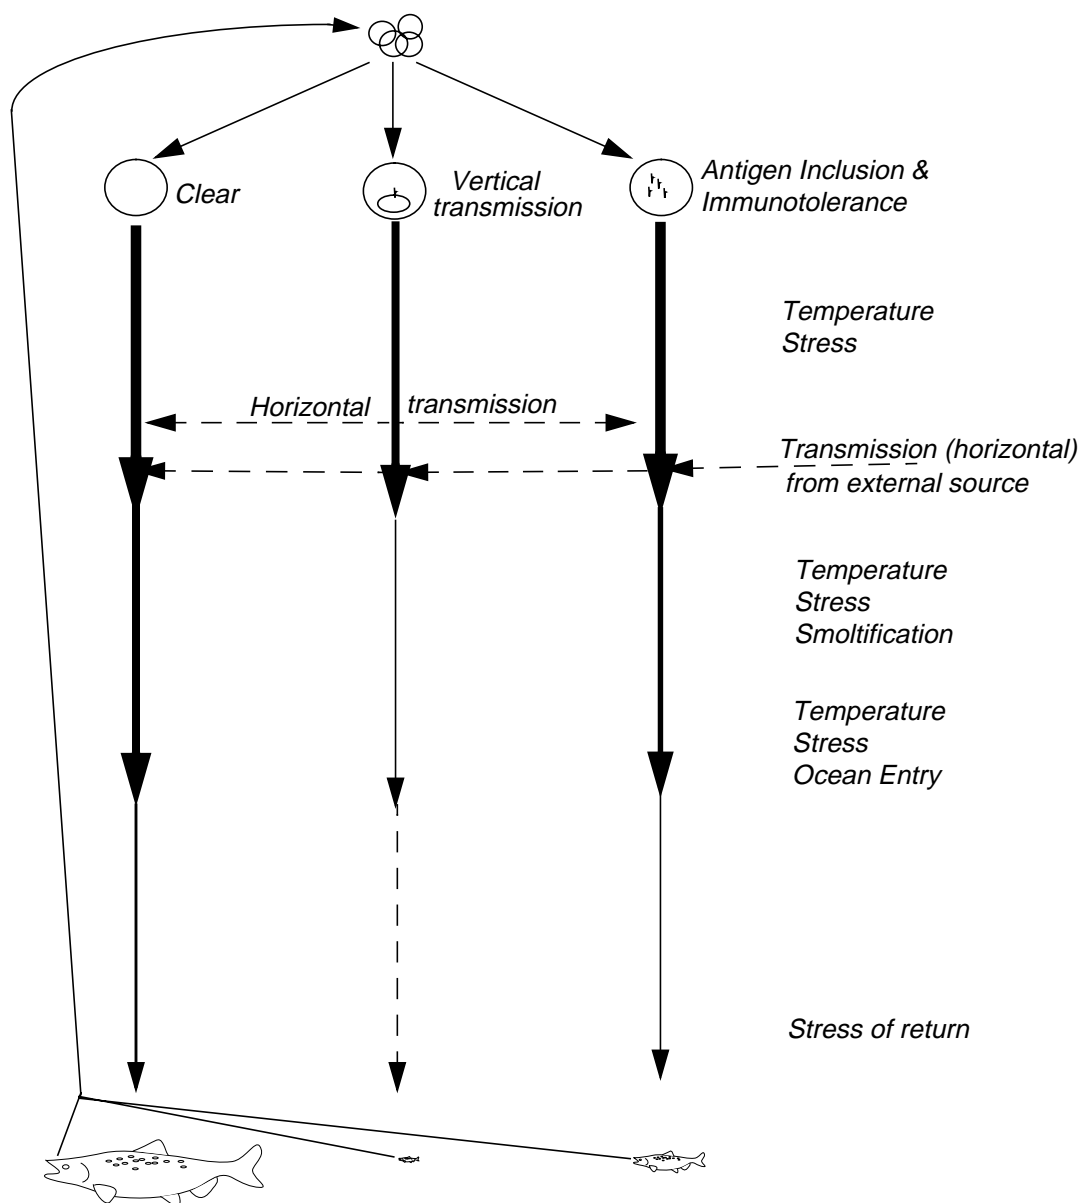 Clear
Vertical
transmission
Antigen Inclusion &
Immunotolerance
Temperature
Stress
Horizontal transmission
Transmission (horizontal)
from external source
Temperature
Stress
Smoltification
Temperature
Stress
Ocean Entry
Stress of return